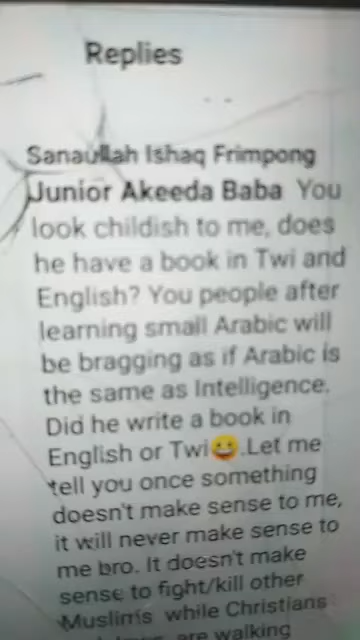 Replies
Sanaullah Ishaq Frimpong
Junior Akeeda Baba You
look childish to me, does
he have a book in Twi and
English? You people after
learning small Arabic will
be bragging as if Arabic is
the same as Intelligence.
Did he write a book in
English or Twi😀.Let me
tell you once something
doesn't make sense to me,
it will never make sense to
me bro. It doesn't make
sense to fight/kill other
Muslims while Christians
are walking